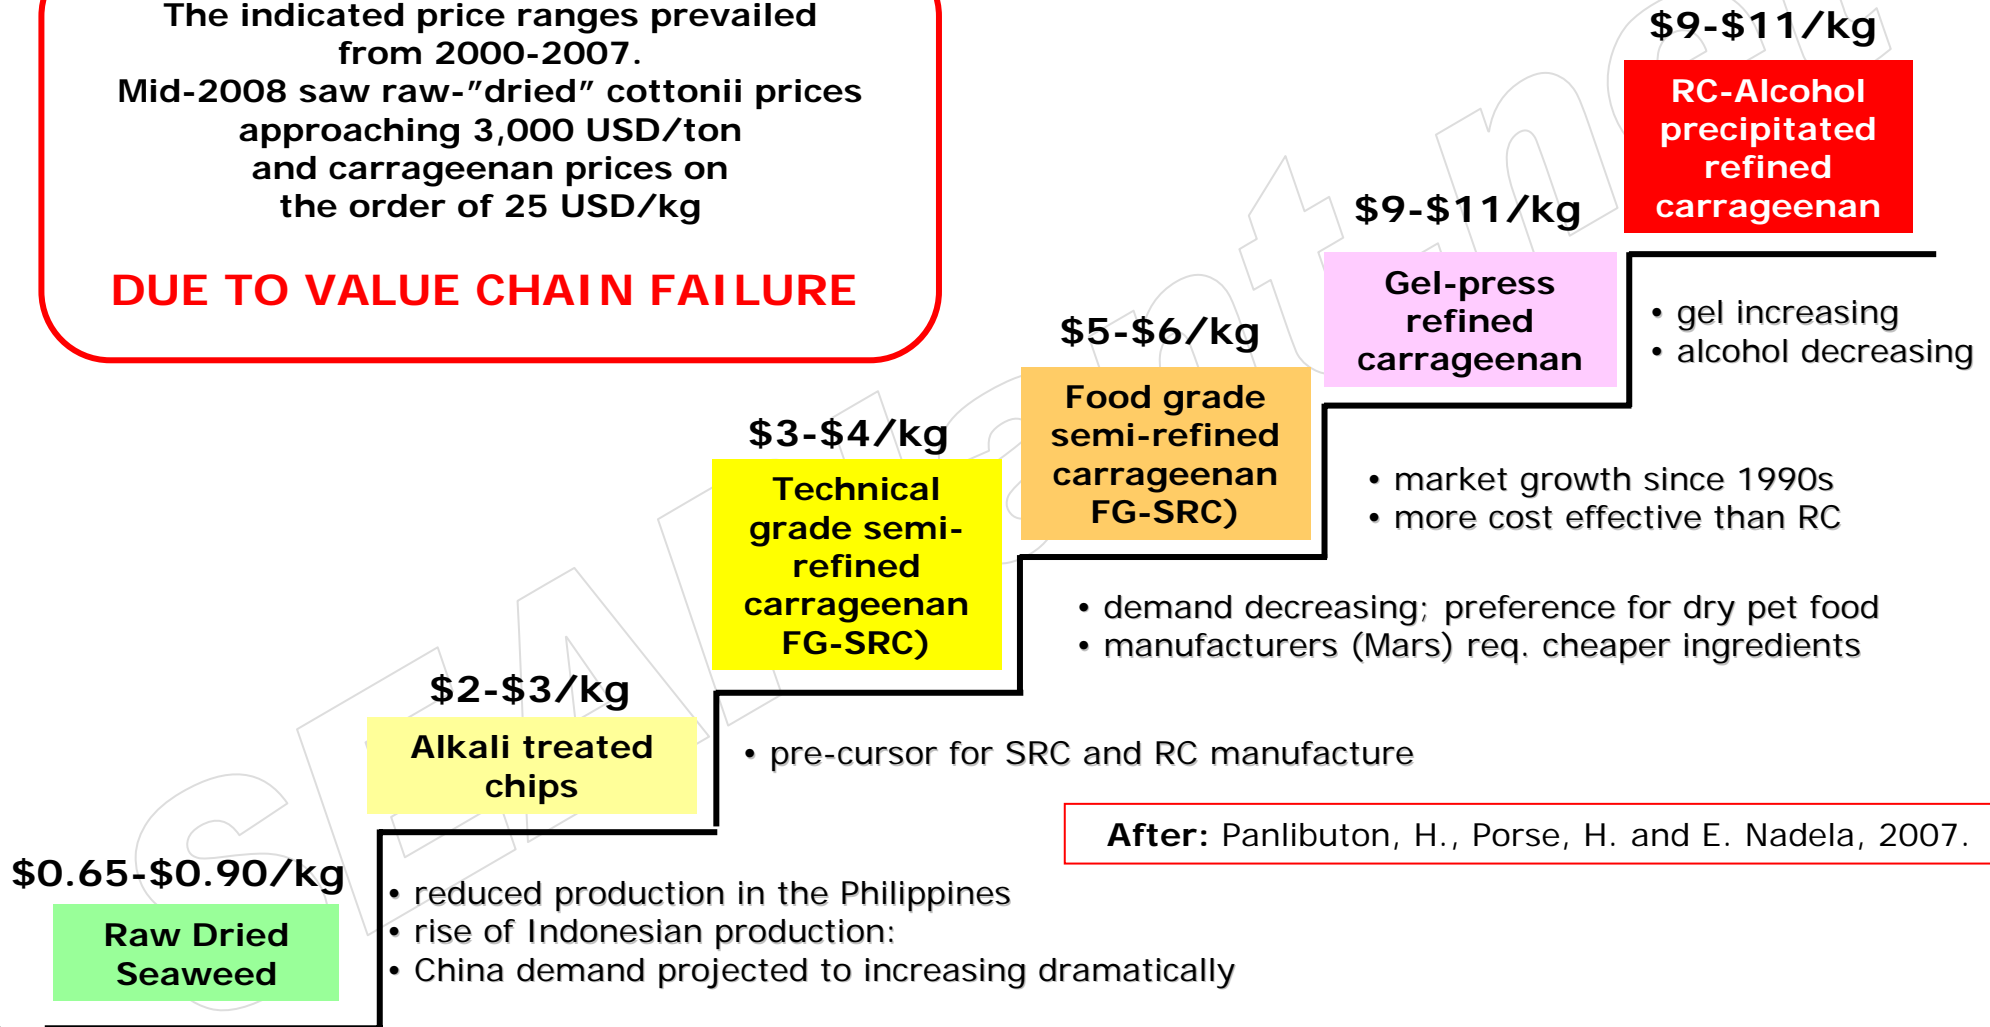 The indicated price ranges prevailed
from 2000-2007.
Mid-2008 saw raw-”dried” cottonii prices
approaching 3,000 USD/ton
and carrageenan prices on
the order of 25 USD/kg
DUE TO VALUE CHAIN FAILURE
$9-$11/kg
RC-Alcohol
precipitated
refined
carrageenan
• gel increasing
• alcohol decreasing
$9-$11/kg
Gel-press
refined
carrageenan
• market growth since 1990s
• more cost effective than RC
$5-$6/kg
Food grade
semi-refined
carrageenan
FG-SRC)
• demand decreasing; preference for dry pet food
• manufacturers (Mars) req. cheaper ingredients
$3-$4/kg
Technical
grade semi-
refined
carrageenan
FG-SRC)
• pre-cursor for SRC and RC manufacture
$2-$3/kg
Alkali treated
chips
• reduced production in the Philippines
• rise of Indonesian production:
• China demand projected to increasing dramatically
$0.65-$0.90/kg
Raw Dried
Seaweed
After: Panlibuton, H., Porse, H. and E. Nadela, 2007.
SEAPlant.net